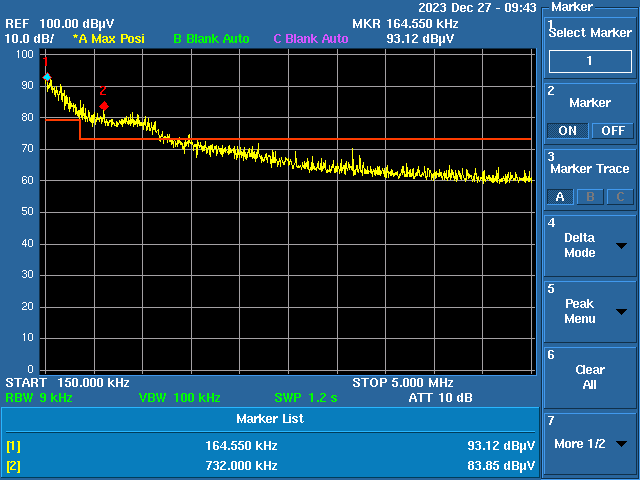 2023 Dec 27 - 09:43
REF 100.00 dBµV
MKR 164.550 kHz
10.0 dB/
*A Max Posi
B Blank Auto
C Blank Auto
93.12 dBµV
100
90
80
70
60
50
40
30
20
10
0
1
2
START 150.000 kHz
STOP 5.000 MHz
RBW 9 kHz
VBW 100 kHz
SWP 1.2 s
ATT 10 dB
Marker List
[1] 164.550 kHz 93.12 dBµV
[2] 732.000 kHz 83.85 dBµV
Marker
1
Select Marker
1
2
Marker
ON OFF
3
Marker Trace
A B C
4
Delta
Mode
5
Peak
Menu
6
Clear
All
7
More 1/2